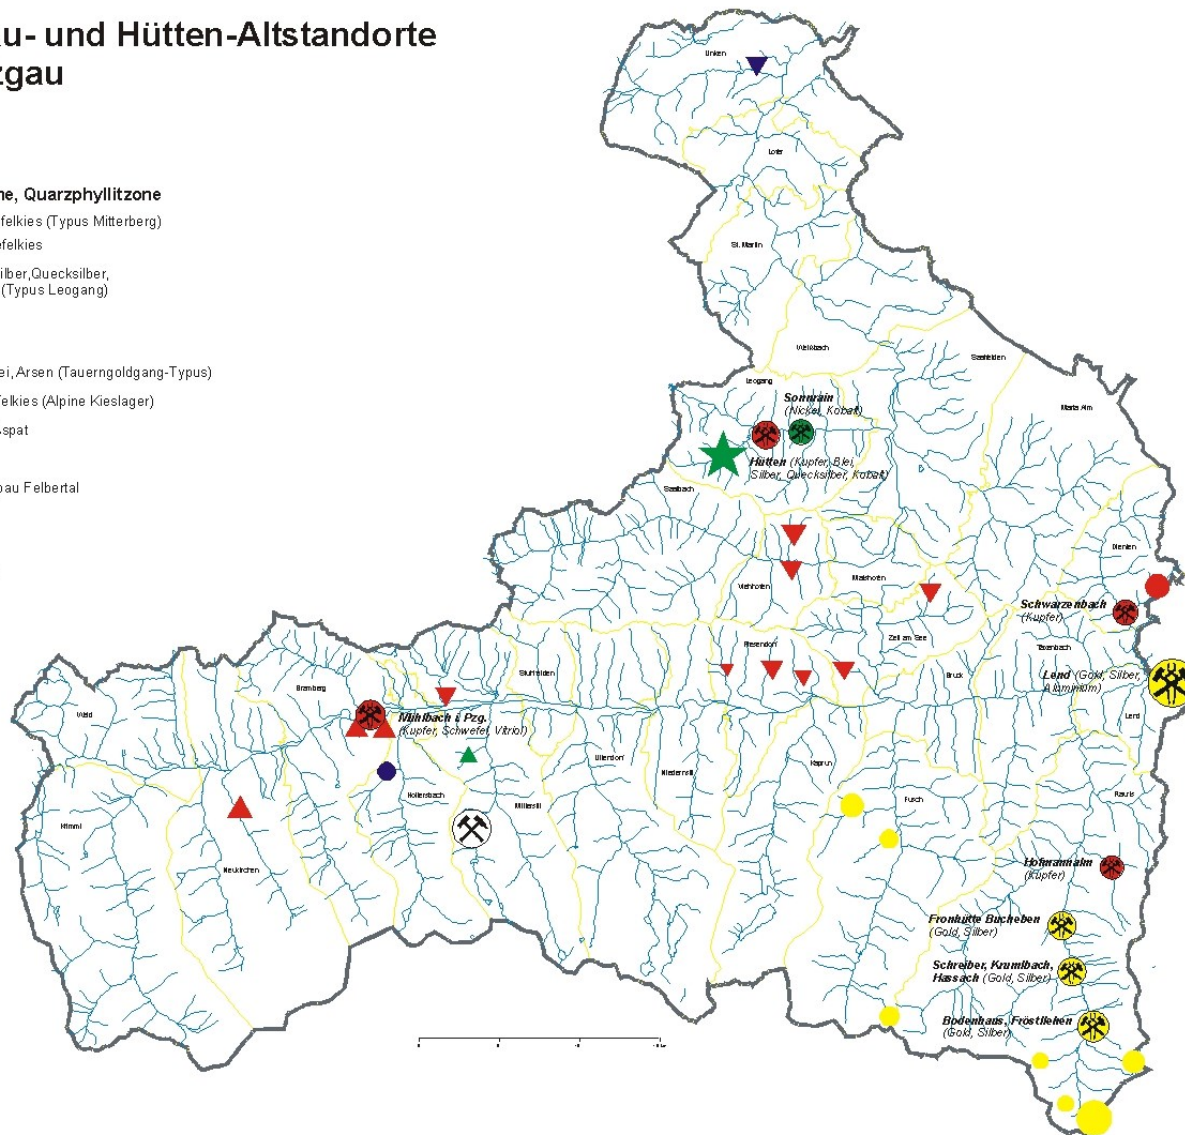 u- und Hütten-Altstandorte
zgau
ne, Quarzphyllitzone
felkies (Typus Mitterberg)
efelkies
ilber,Quecksilber,
(Typus Leogang)
ei, Arsen (Tauerngoldgang-Typus)
felkies (Alpine Kieslager)
spat
bau Felbertal
Unken
Lofer
St. Martin
Weißbach
Saalfelden
Leogang
Maria Alm
Sonnrain
(Nickel, Kobalt)
Hütten (Kupfer, Blei,
Silber, Quecksilber, Kobalt)
Saalbach
Dienten
Viehhofen
Maishofen
Schwarzenbach
(Kupfer)
Zell am See
Piesendorf
Taxenbach
Stuhlfelden
Bruck
Lend (Gold, Silber,
Aluminium)
Bramberg
Wald
Mühlbach i. Pzg.
(Kupfer, Schwefel, Vitriol)
Lend
Uttendorf
Niedernsill
Kaprun
Hollersbach
Mittersill
Fusch
Rauris
Krimml
Neukirchen
Hofmannalm
(Kupfer)
Fronhütte Bucheben
(Gold, Silber)
Schreiber, Krumlbach,
Hassach (Gold, Silber)
Bodenhaus, Fröstllehen
(Gold, Silber)